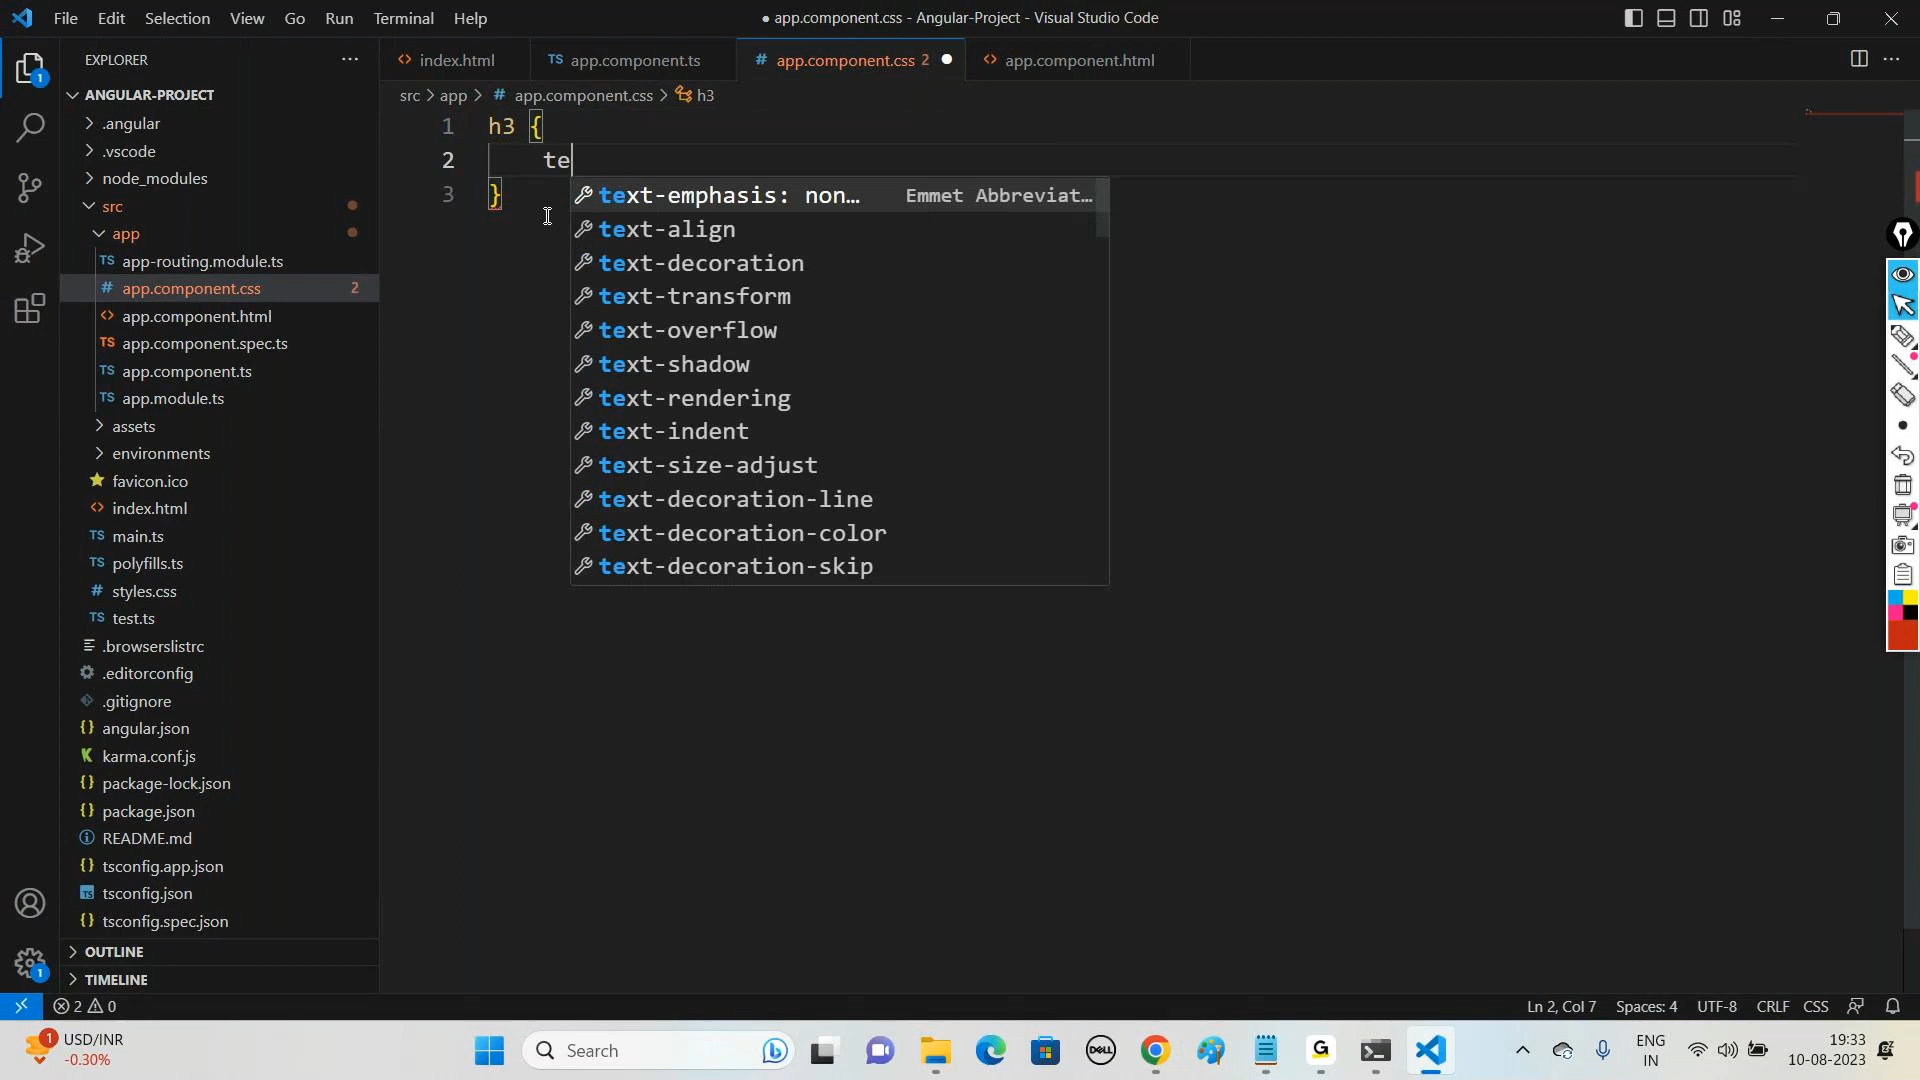 File Edit Selection View Go Run Terminal Help
● app.component.css - Angular-Project - Visual Studio Code
EXPLORER
index.html
TS app.component.ts
# app.component.css 2
app.component.html
src > app > # app.component.css > h3
ANGULAR-PROJECT
.angular
.vscode
node_modules
src
app
TS app-routing.module.ts
# app.component.css 2
app.component.html
TS app.component.spec.ts
TS app.component.ts
TS app.module.ts
assets
environments
favicon.ico
index.html
TS main.ts
TS polyfills.ts
# styles.css
TS test.ts
.browserslistrc
.editorconfig
.gitignore
{} angular.json
karma.conf.js
{} package-lock.json
{} package.json
README.md
{} tsconfig.app.json
TS tsconfig.json
{} tsconfig.spec.json
OUTLINE
TIMELINE
1
1
1 h3 {
2 te
3 }
text-emphasis: non… Emmet Abbreviat…
text-align
text-decoration
text-transform
text-overflow
text-shadow
text-rendering
text-indent
text-size-adjust
text-decoration-line
text-decoration-color
text-decoration-skip
2 0
Ln 2, Col 7 Spaces: 4 UTF-8 CRLF CSS
1 USD/INR
-0.30%
Search
DELL
G
ENG
IN
19:33
10-08-2023